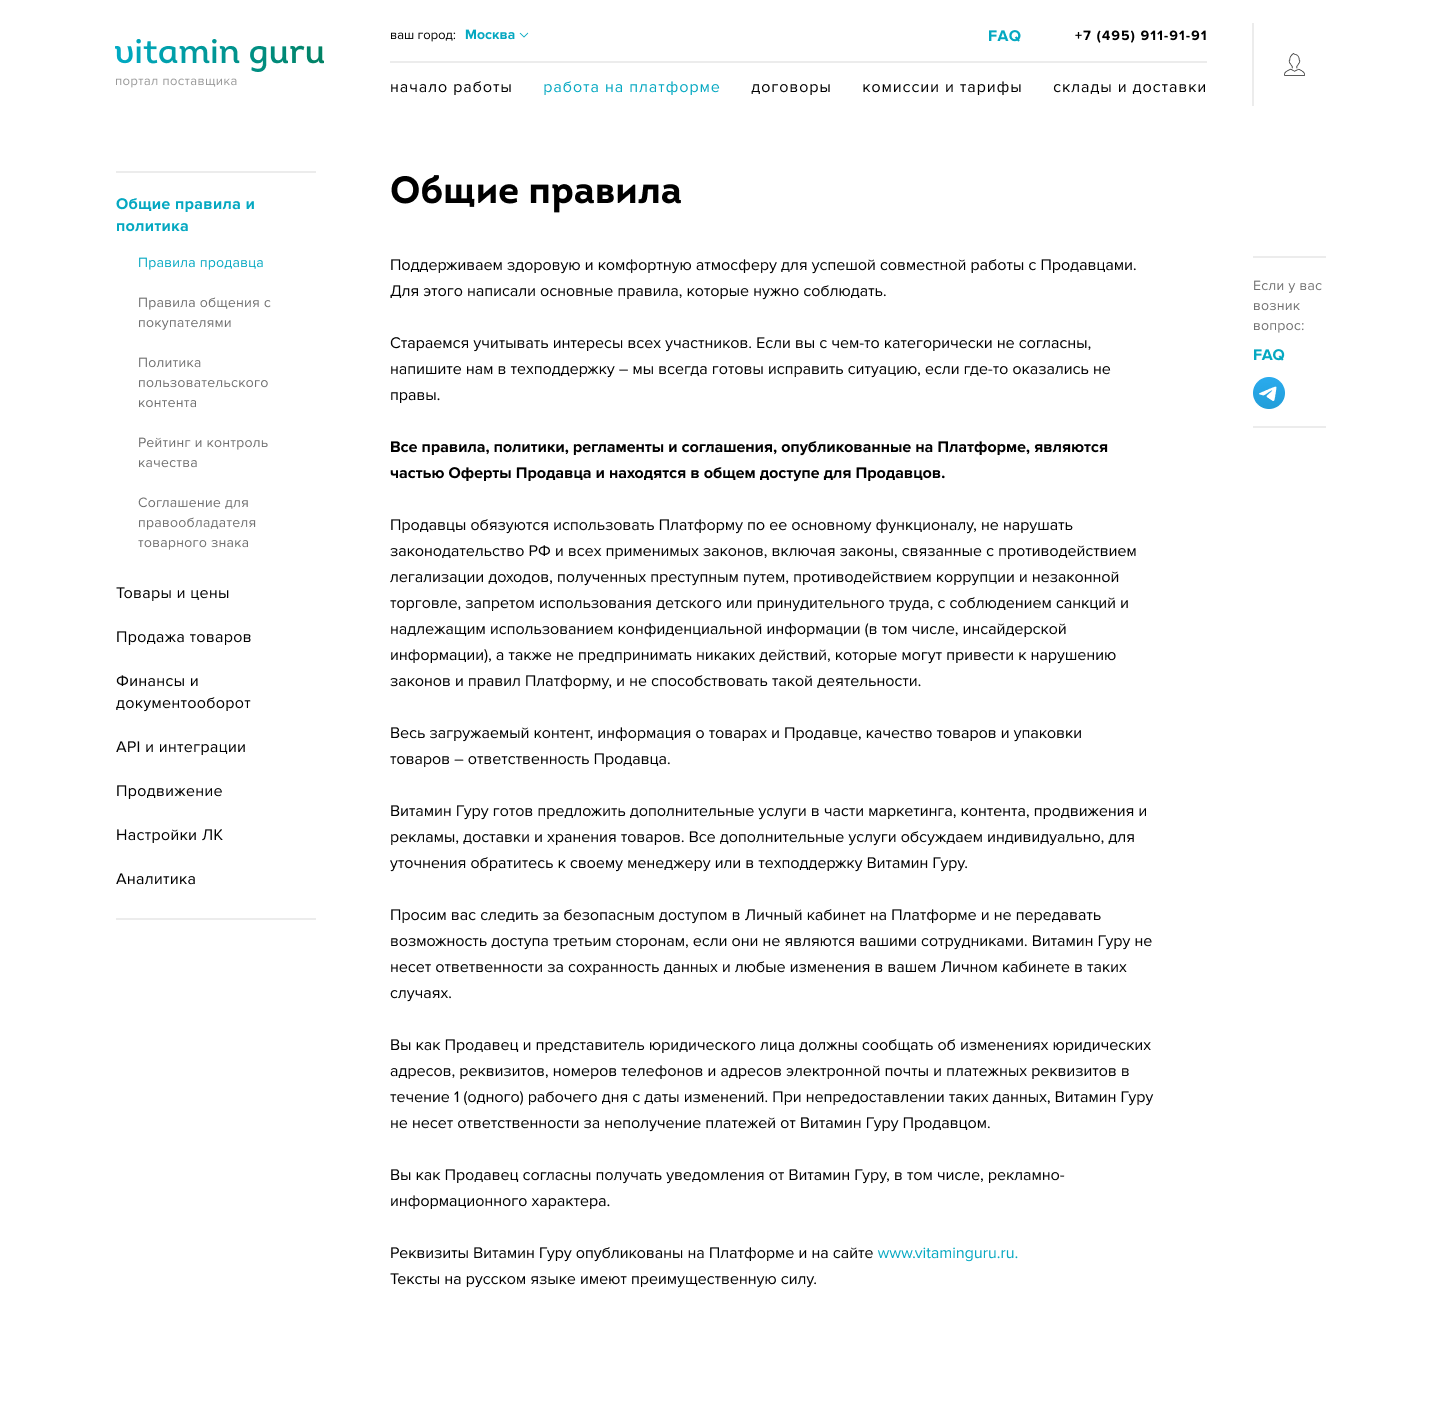 vitamin guru
портал поставщика
ваш город: Москва
FAQ
+7 (495) 911-91-91
начало работы
работа на платформе
договоры
комиссии и тарифы
склады и доставки
Общие правила и
политика
Правила продавца
Правила общения с
покупателями
Политика
пользовательского
контента
Рейтинг и контроль
качества
Соглашение для
правообладателя
товарного знака
Товары и цены
Продажа товаров
Финансы и
документооборот
API и интеграции
Продвижение
Настройки ЛК
Аналитика
Общие правила
Поддерживаем здоровую и комфортную атмосферу для успешой совместной работы с Продавцами.
Для этого написали основные правила, которые нужно соблюдать.
Стараемся учитывать интересы всех участников. Если вы с чем-то категорически не согласны,
напишите нам в техподдержку – мы всегда готовы исправить ситуацию, если где-то оказались не
правы.
Все правила, политики, регламенты и соглашения, опубликованные на Платформе, являются
частью Оферты Продавца и находятся в общем доступе для Продавцов.
Продавцы обязуются использовать Платформу по ее основному функционалу, не нарушать
законодательство РФ и всех применимых законов, включая законы, связанные с противодействием
легализации доходов, полученных преступным путем, противодействием коррупции и незаконной
торговле, запретом использования детского или принудительного труда, с соблюдением санкций и
надлежащим использованием конфиденциальной информации (в том числе, инсайдерской
информации), а также не предпринимать никаких действий, которые могут привести к нарушению
законов и правил Платформу, и не способствовать такой деятельности.
Весь загружаемый контент, информация о товарах и Продавце, качество товаров и упаковки
товаров – ответственность Продавца.
Витамин Гуру готов предложить дополнительные услуги в части маркетинга, контента, продвижения и
рекламы, доставки и хранения товаров. Все дополнительные услуги обсуждаем индивидуально, для
уточнения обратитесь к своему менеджеру или в техподдержку Витамин Гуру.
Просим вас следить за безопасным доступом в Личный кабинет на Платформе и не передавать
возможность доступа третьим сторонам, если они не являются вашими сотрудниками. Витамин Гуру не
несет ответвенности за сохранность данных и любые изменения в вашем Личном кабинете в таких
случаях.
Вы как Продавец и представитель юридического лица должны сообщать об изменениях юридических
адресов, реквизитов, номеров телефонов и адресов электронной почты и платежных реквизитов в
течение 1 (одного) рабочего дня с даты изменений. При непредоставлении таких данных, Витамин Гуру
не несет ответственности за неполучение платежей от Витамин Гуру Продавцом.
Вы как Продавец согласны получать уведомления от Витамин Гуру, в том числе, рекламно-
информационного характера.
Реквизиты Витамин Гуру опубликованы на Платформе и на сайте www.vitaminguru.ru.
Тексты на русском языке имеют преимущественную силу.
Если у вас
возник
вопрос:
FAQ